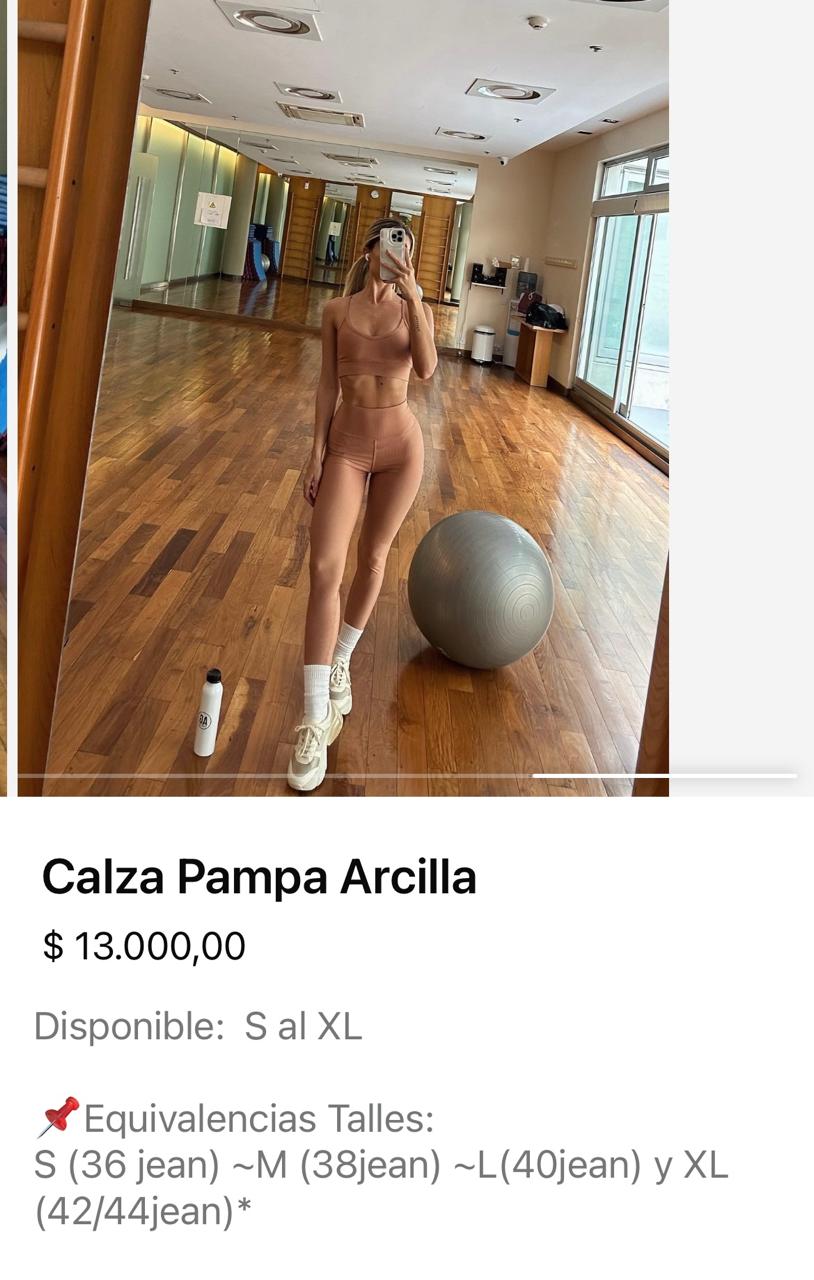 Calza Pampa Arcilla
$ 13.000,00
Disponible:  S al XL
📌Equivalencias Talles:
S (36 jean) ~M (38jean) ~L(40jean) y XL
(42/44jean)*